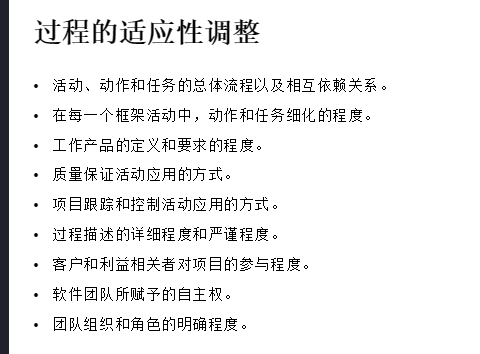 过程的适应性调整
• 活动、动作和任务的总体流程以及相互依赖关系。
• 在每一个框架活动中，动作和任务细化的程度。
• 工作产品的定义和要求的程度。
• 质量保证活动应用的方式。
• 项目跟踪和控制活动应用的方式。
• 过程描述的详细程度和严谨程度。
• 客户和利益相关者对项目的参与程度。
• 软件团队所赋予的自主权。
• 团队组织和角色的明确程度。